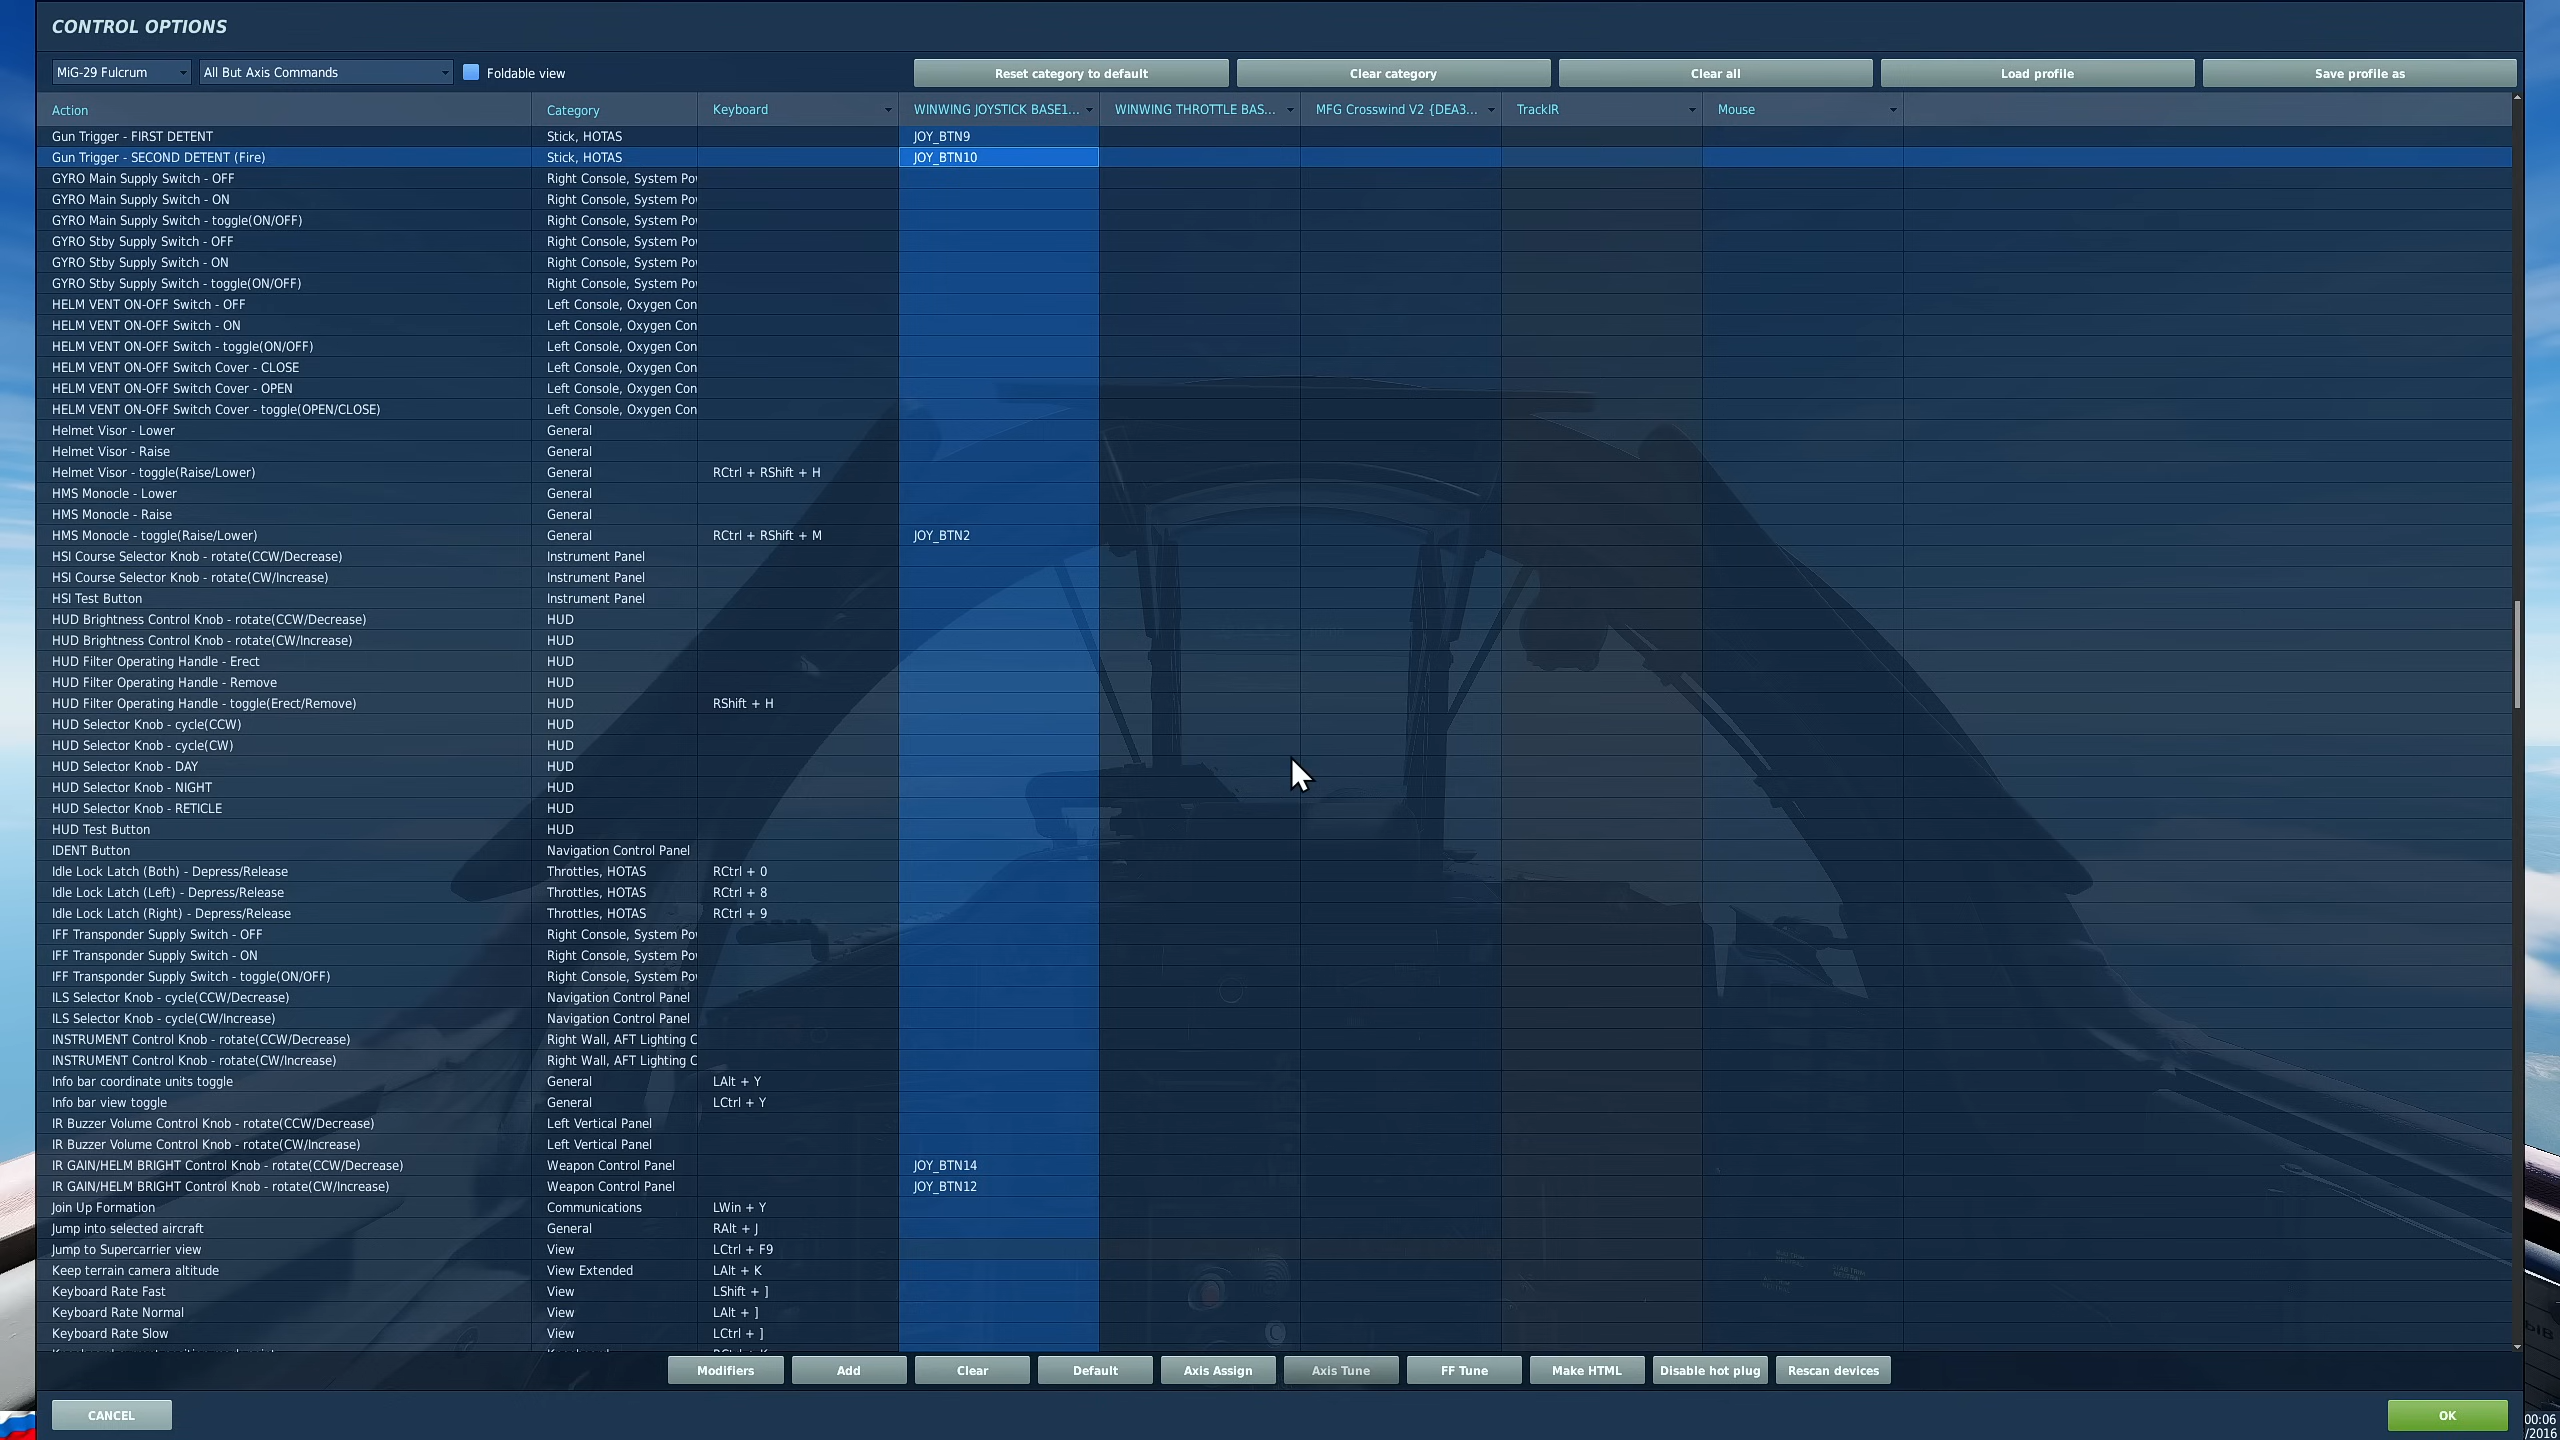 CONTROL OPTIONS
MiG-29 Fulcrum All But Axis Commands Foldable view Reset category to default Clear category Clear all Load profile Save profile as
Action Category Keyboard WINWING JOYSTICK BASE1... WINWING THROTTLE BAS... MFG Crosswind V2 {DEA3... TrackIR Mouse
Gun Trigger - FIRST DETENT Stick, HOTAS JOY_BTN9
Gun Trigger - SECOND DETENT (Fire) Stick, HOTAS JOY_BTN10
GYRO Main Supply Switch - OFF Right Console, System Po
GYRO Main Supply Switch - ON Right Console, System Po
GYRO Main Supply Switch - toggle(ON/OFF) Right Console, System Po
GYRO Stby Supply Switch - OFF Right Console, System Po
GYRO Stby Supply Switch - ON Right Console, System Po
GYRO Stby Supply Switch - toggle(ON/OFF) Right Console, System Po
HELM VENT ON-OFF Switch - OFF Left Console, Oxygen Con
HELM VENT ON-OFF Switch - ON Left Console, Oxygen Con
HELM VENT ON-OFF Switch - toggle(ON/OFF) Left Console, Oxygen Con
HELM VENT ON-OFF Switch Cover - CLOSE Left Console, Oxygen Con
HELM VENT ON-OFF Switch Cover - OPEN Left Console, Oxygen Con
HELM VENT ON-OFF Switch Cover - toggle(OPEN/CLOSE) Left Console, Oxygen Con
Helmet Visor - Lower General
Helmet Visor - Raise General
Helmet Visor - toggle(Raise/Lower) General RCtrl + RShift + H
HMS Monocle - Lower General
HMS Monocle - Raise General
HMS Monocle - toggle(Raise/Lower) General RCtrl + RShift + M JOY_BTN2
HSI Course Selector Knob - rotate(CCW/Decrease) Instrument Panel
HSI Course Selector Knob - rotate(CW/Increase) Instrument Panel
HSI Test Button Instrument Panel
HUD Brightness Control Knob - rotate(CCW/Decrease) HUD
HUD Brightness Control Knob - rotate(CW/Increase) HUD
HUD Filter Operating Handle - Erect HUD
HUD Filter Operating Handle - Remove HUD
HUD Filter Operating Handle - toggle(Erect/Remove) HUD RShift + H
HUD Selector Knob - cycle(CCW) HUD
HUD Selector Knob - cycle(CW) HUD
HUD Selector Knob - DAY HUD
HUD Selector Knob - NIGHT HUD
HUD Selector Knob - RETICLE HUD
HUD Test Button HUD
IDENT Button Navigation Control Panel
Idle Lock Latch (Both) - Depress/Release Throttles, HOTAS RCtrl + 0
Idle Lock Latch (Left) - Depress/Release Throttles, HOTAS RCtrl + 8
Idle Lock Latch (Right) - Depress/Release Throttles, HOTAS RCtrl + 9
IFF Transponder Supply Switch - OFF Right Console, System Po
IFF Transponder Supply Switch - ON Right Console, System Po
IFF Transponder Supply Switch - toggle(ON/OFF) Right Console, System Po
ILS Selector Knob - cycle(CCW/Decrease) Navigation Control Panel
ILS Selector Knob - cycle(CW/Increase) Navigation Control Panel
INSTRUMENT Control Knob - rotate(CCW/Decrease) Right Wall, AFT Lighting C
INSTRUMENT Control Knob - rotate(CW/Increase) Right Wall, AFT Lighting C
Info bar coordinate units toggle General LAlt + Y
Info bar view toggle General LCtrl + Y
IR Buzzer Volume Control Knob - rotate(CCW/Decrease) Left Vertical Panel
IR Buzzer Volume Control Knob - rotate(CW/Increase) Left Vertical Panel
IR GAIN/HELM BRIGHT Control Knob - rotate(CCW/Decrease) Weapon Control Panel JOY_BTN14
IR GAIN/HELM BRIGHT Control Knob - rotate(CW/Increase) Weapon Control Panel JOY_BTN12
Join Up Formation Communications LWin + Y
Jump into selected aircraft General RAlt + J
Jump to Supercarrier view View LCtrl + F9
Keep terrain camera altitude View Extended LAlt + K
Keyboard Rate Fast View LShift + ]
Keyboard Rate Normal View LAlt + ]
Keyboard Rate Slow View LCtrl + ]
Modifiers Add Clear Default Axis Assign Axis Tune FF Tune Make HTML Disable hot plug Rescan devices
CANCEL OK
00:06
/2016